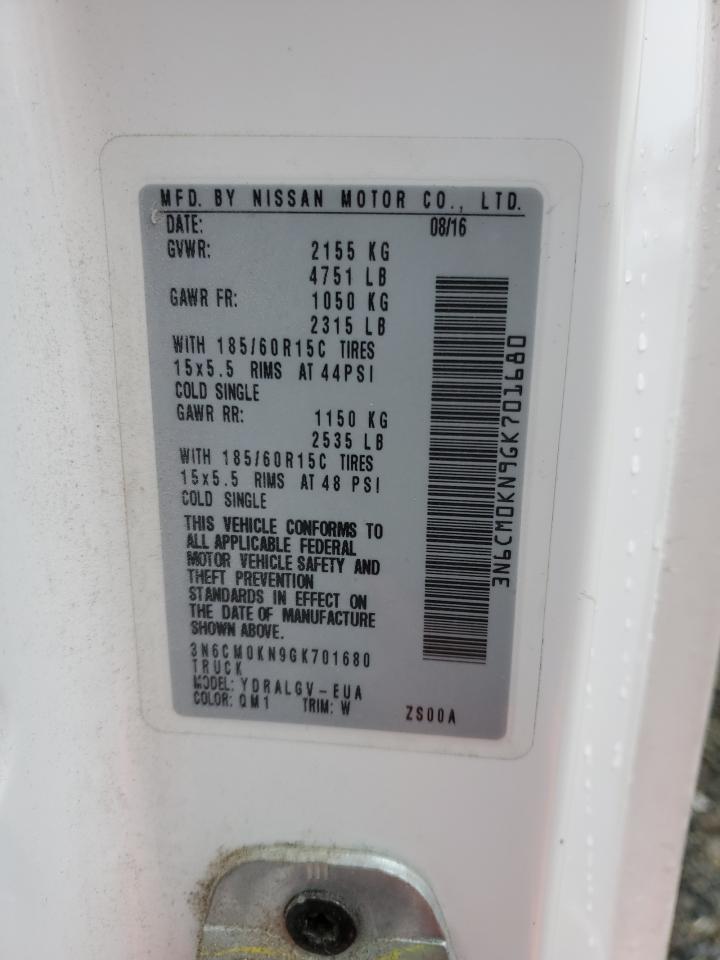 MFD. BY NISSAN MOTOR CO., LTD.
DATE: 08/16
GVWR: 2155 KG
4751 LB
GAWR FR: 1050 KG
2315 LB
WITH 185/60R15C TIRES
15x5.5 RIMS AT 44PSI
COLD SINGLE
GAWR RR: 1150 KG
2535 LB
WITH 185/60R15C TIRES
15x5.5 RIMS AT 48 PSI
COLD SINGLE
THIS VEHICLE CONFORMS TO
ALL APPLICABLE FEDERAL
MOTOR VEHICLE SAFETY AND
THEFT PREVENTION
STANDARDS IN EFFECT ON
THE DATE OF MANUFACTURE
SHOWN ABOVE.
3N6CM0KN9GK701680
TRUCK
MODEL: YDRALGV-EUA
COLOR: QM1 TRIM: W ZS00A
3N6CM0KN9GK701680